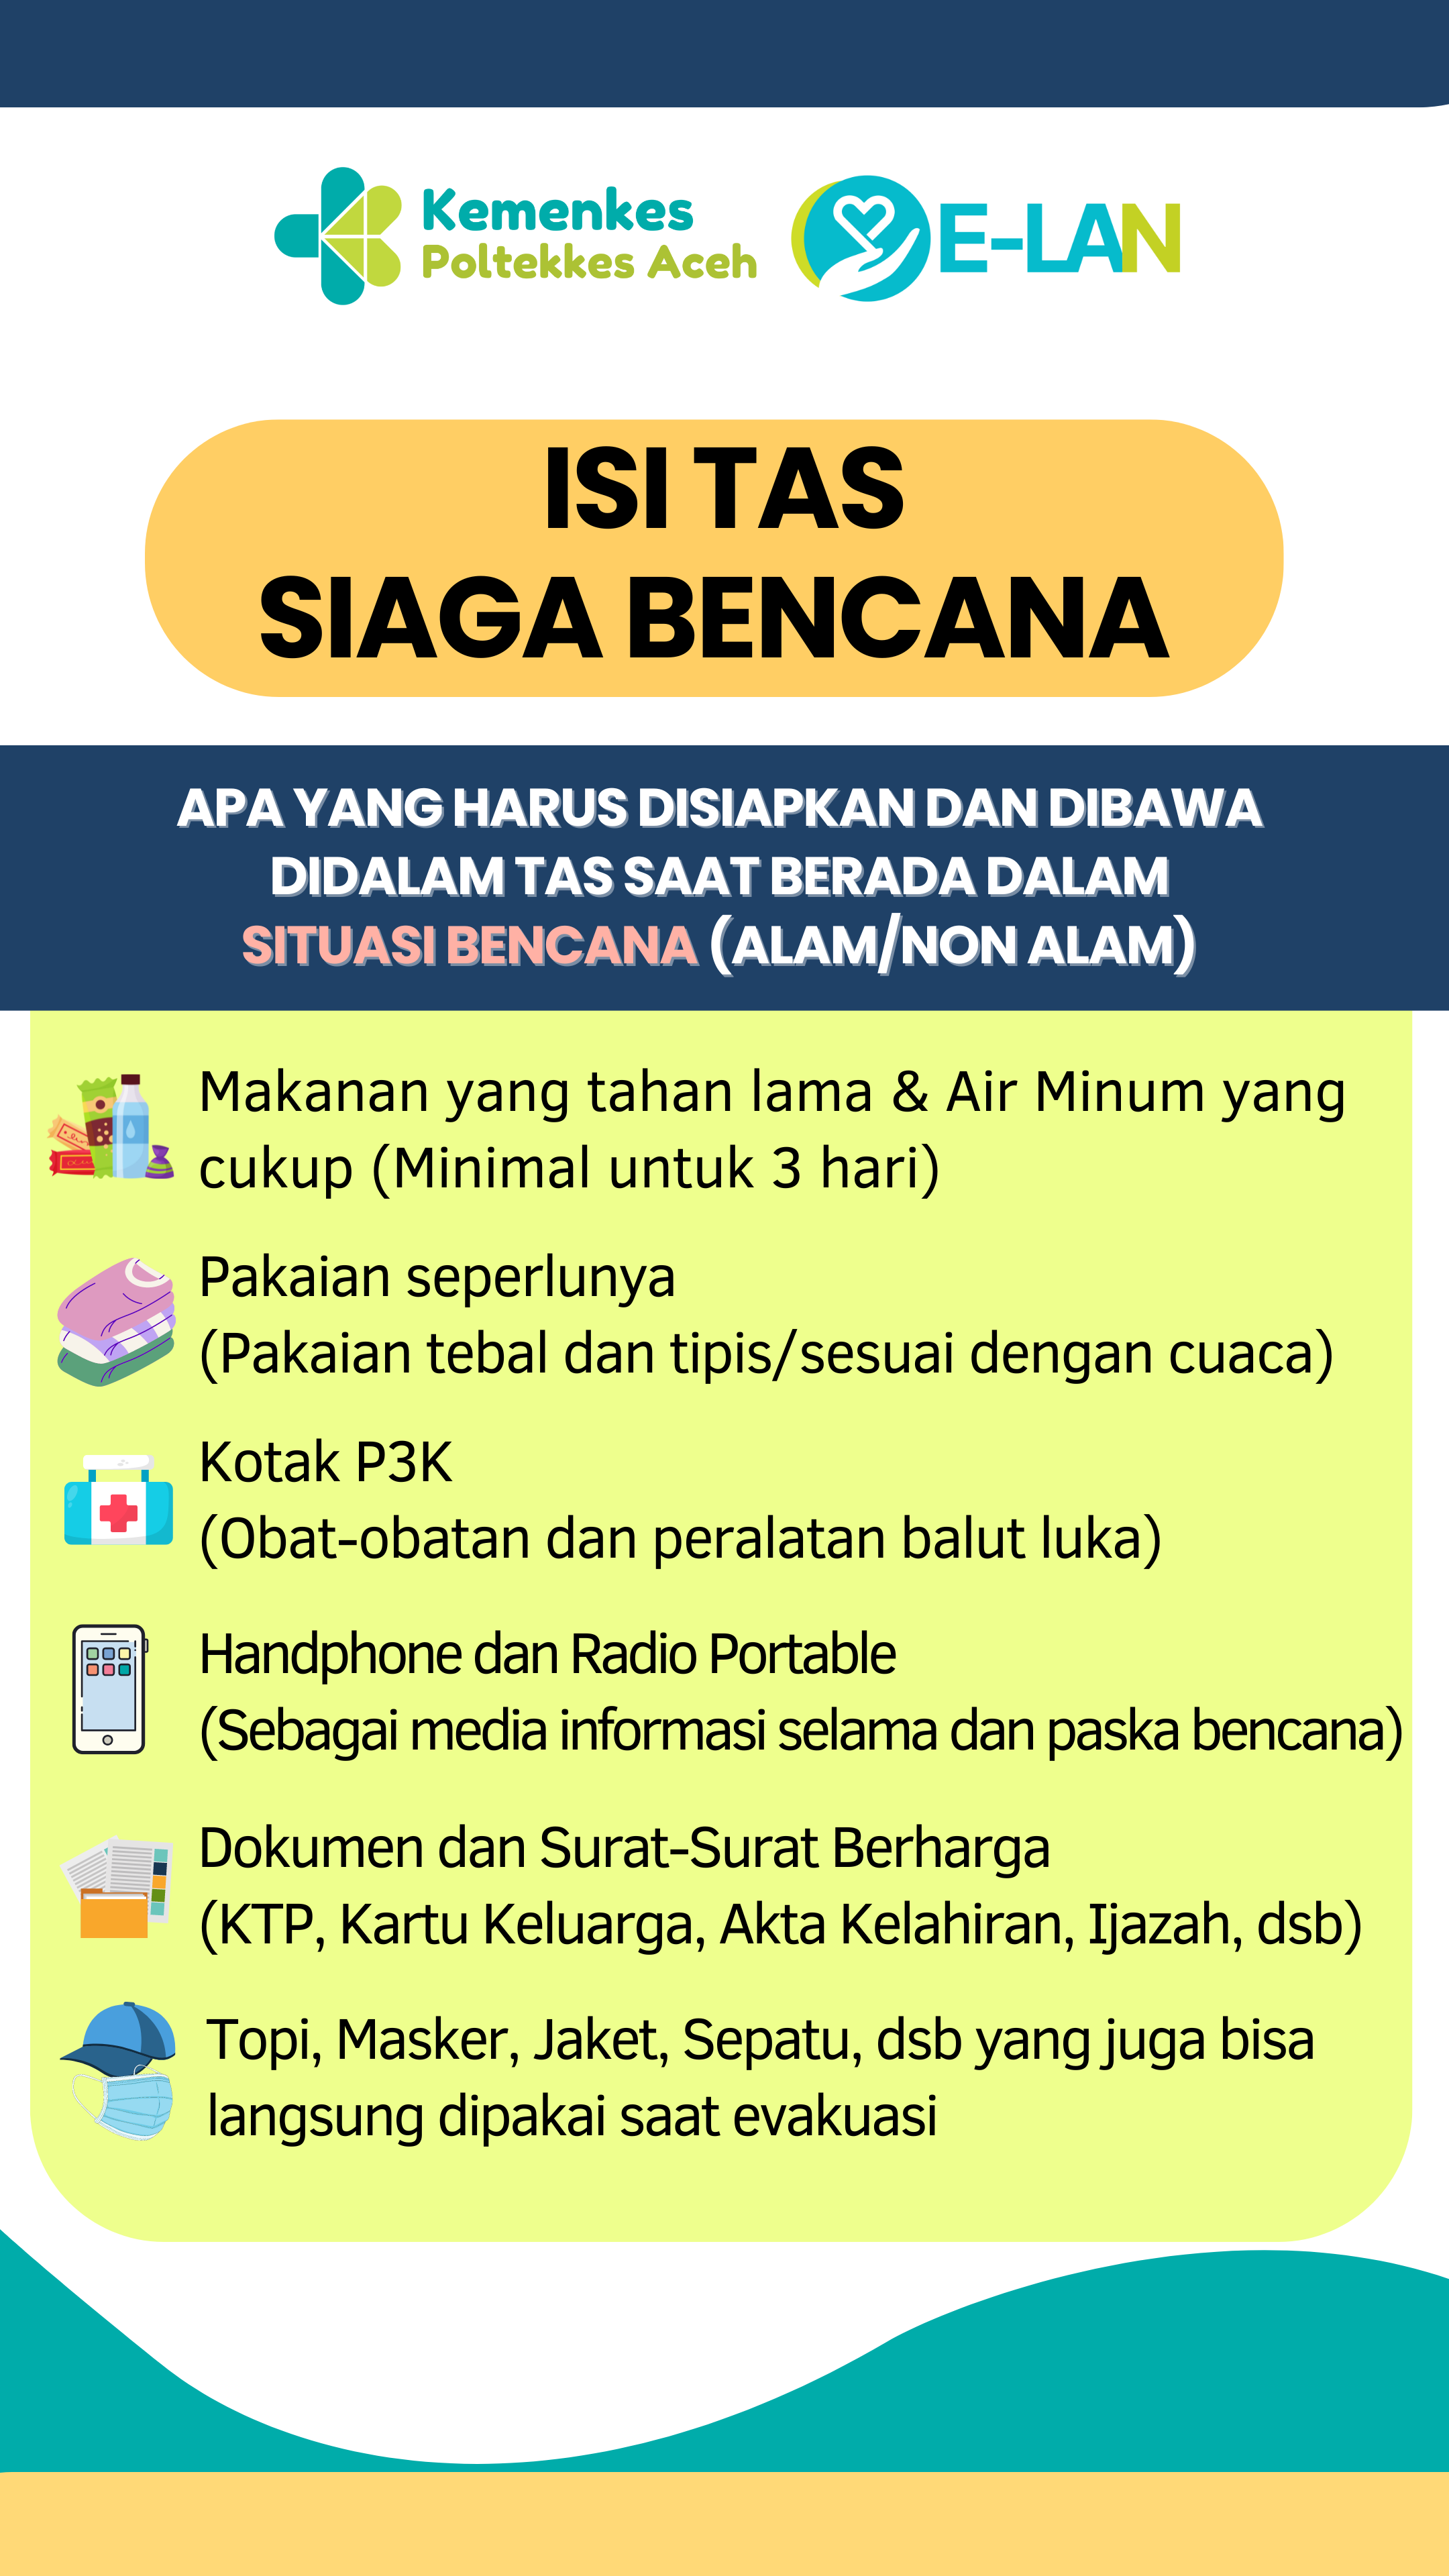 Kemenkes
Poltekkes Aceh
E-LAN
ISI TAS
SIAGA BENCANA
APA YANG HARUS DISIAPKAN DAN DIBAWA
DIDALAM TAS SAAT BERADA DALAM
SITUASI BENCANA (ALAM/NON ALAM)
Makanan yang tahan lama & Air Minum yang
cukup (Minimal untuk 3 hari)
Pakaian seperlunya
(Pakaian tebal dan tipis/sesuai dengan cuaca)
Kotak P3K
(Obat-obatan dan peralatan balut luka)
Handphone dan Radio Portable
(Sebagai media informasi selama dan paska bencana)
Dokumen dan Surat-Surat Berharga
(KTP, Kartu Keluarga, Akta Kelahiran, Ijazah, dsb)
Topi, Masker, Jaket, Sepatu, dsb yang juga bisa
langsung dipakai saat evakuasi